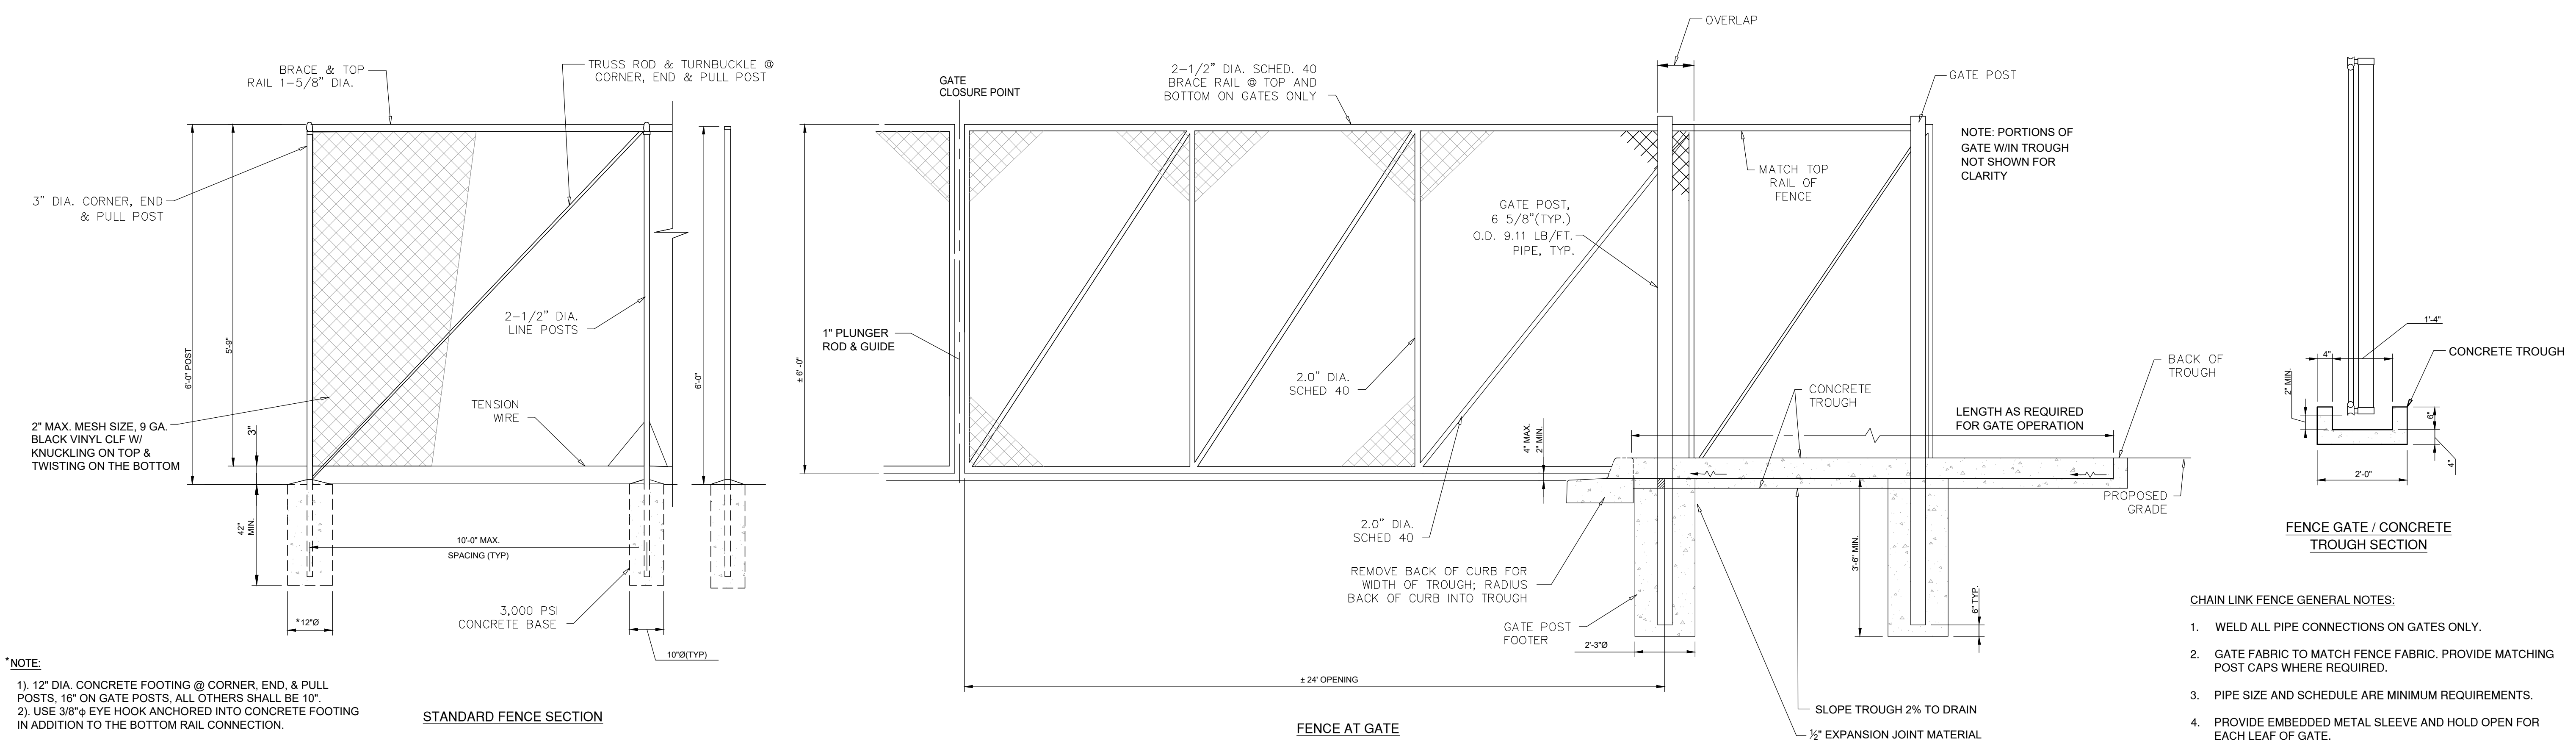 BRACE & TOP
RAIL 1-5/8" DIA.
TRUSS ROD & TURNBUCKLE @
CORNER, END & PULL POST
3" DIA. CORNER, END
& PULL POST
6'-0" POST
5'-9"
3"
2-1/2" DIA.
LINE POSTS
TENSION
WIRE
6'-0"
2" MAX. MESH SIZE, 9 GA.
BLACK VINYL CLF W/
KNUCKLING ON TOP &
TWISTING ON THE BOTTOM
42"
MIN.
10'-0" MAX.
SPACING (TYP)
3,000 PSI
CONCRETE BASE
*12"Ø
10"Ø(TYP)
*NOTE:
1). 12" DIA. CONCRETE FOOTING @ CORNER, END, & PULL
POSTS, 16" ON GATE POSTS, ALL OTHERS SHALL BE 10".
2). USE 3/8"ϕ EYE HOOK ANCHORED INTO CONCRETE FOOTING
IN ADDITION TO THE BOTTOM RAIL CONNECTION.
STANDARD FENCE SECTION
GATE
CLOSURE POINT
2-1/2" DIA. SCHED. 40
BRACE RAIL @ TOP AND
BOTTOM ON GATES ONLY
OVERLAP
GATE POST
NOTE: PORTIONS OF
GATE W/IN TROUGH
NOT SHOWN FOR
CLARITY
MATCH TOP
RAIL OF
FENCE
GATE POST,
6 5/8"(TYP.)
O.D. 9.11 LB/FT.
PIPE, TYP.
1" PLUNGER
ROD & GUIDE
± 6' -0"
2.0" DIA.
SCHED 40
CONCRETE
TROUGH
BACK OF
TROUGH
LENGTH AS REQUIRED
FOR GATE OPERATION
4" MAX.
2" MIN.
2.0" DIA.
SCHED 40
PROPOSED
GRADE
REMOVE BACK OF CURB FOR
WIDTH OF TROUGH; RADIUS
BACK OF CURB INTO TROUGH
3'-6" MIN.
6" TYP.
GATE POST
FOOTER
2'-3"Ø
± 24' OPENING
SLOPE TROUGH 2% TO DRAIN
½" EXPANSION JOINT MATERIAL
FENCE AT GATE
1'-4"
4"
CONCRETE TROUGH
2" MIN.
6"
4"
2'-0"
FENCE GATE / CONCRETE
TROUGH SECTION
CHAIN LINK FENCE GENERAL NOTES:
1. WELD ALL PIPE CONNECTIONS ON GATES ONLY.
2. GATE FABRIC TO MATCH FENCE FABRIC. PROVIDE MATCHING
POST CAPS WHERE REQUIRED.
3. PIPE SIZE AND SCHEDULE ARE MINIMUM REQUIREMENTS.
4. PROVIDE EMBEDDED METAL SLEEVE AND HOLD OPEN FOR
EACH LEAF OF GATE.